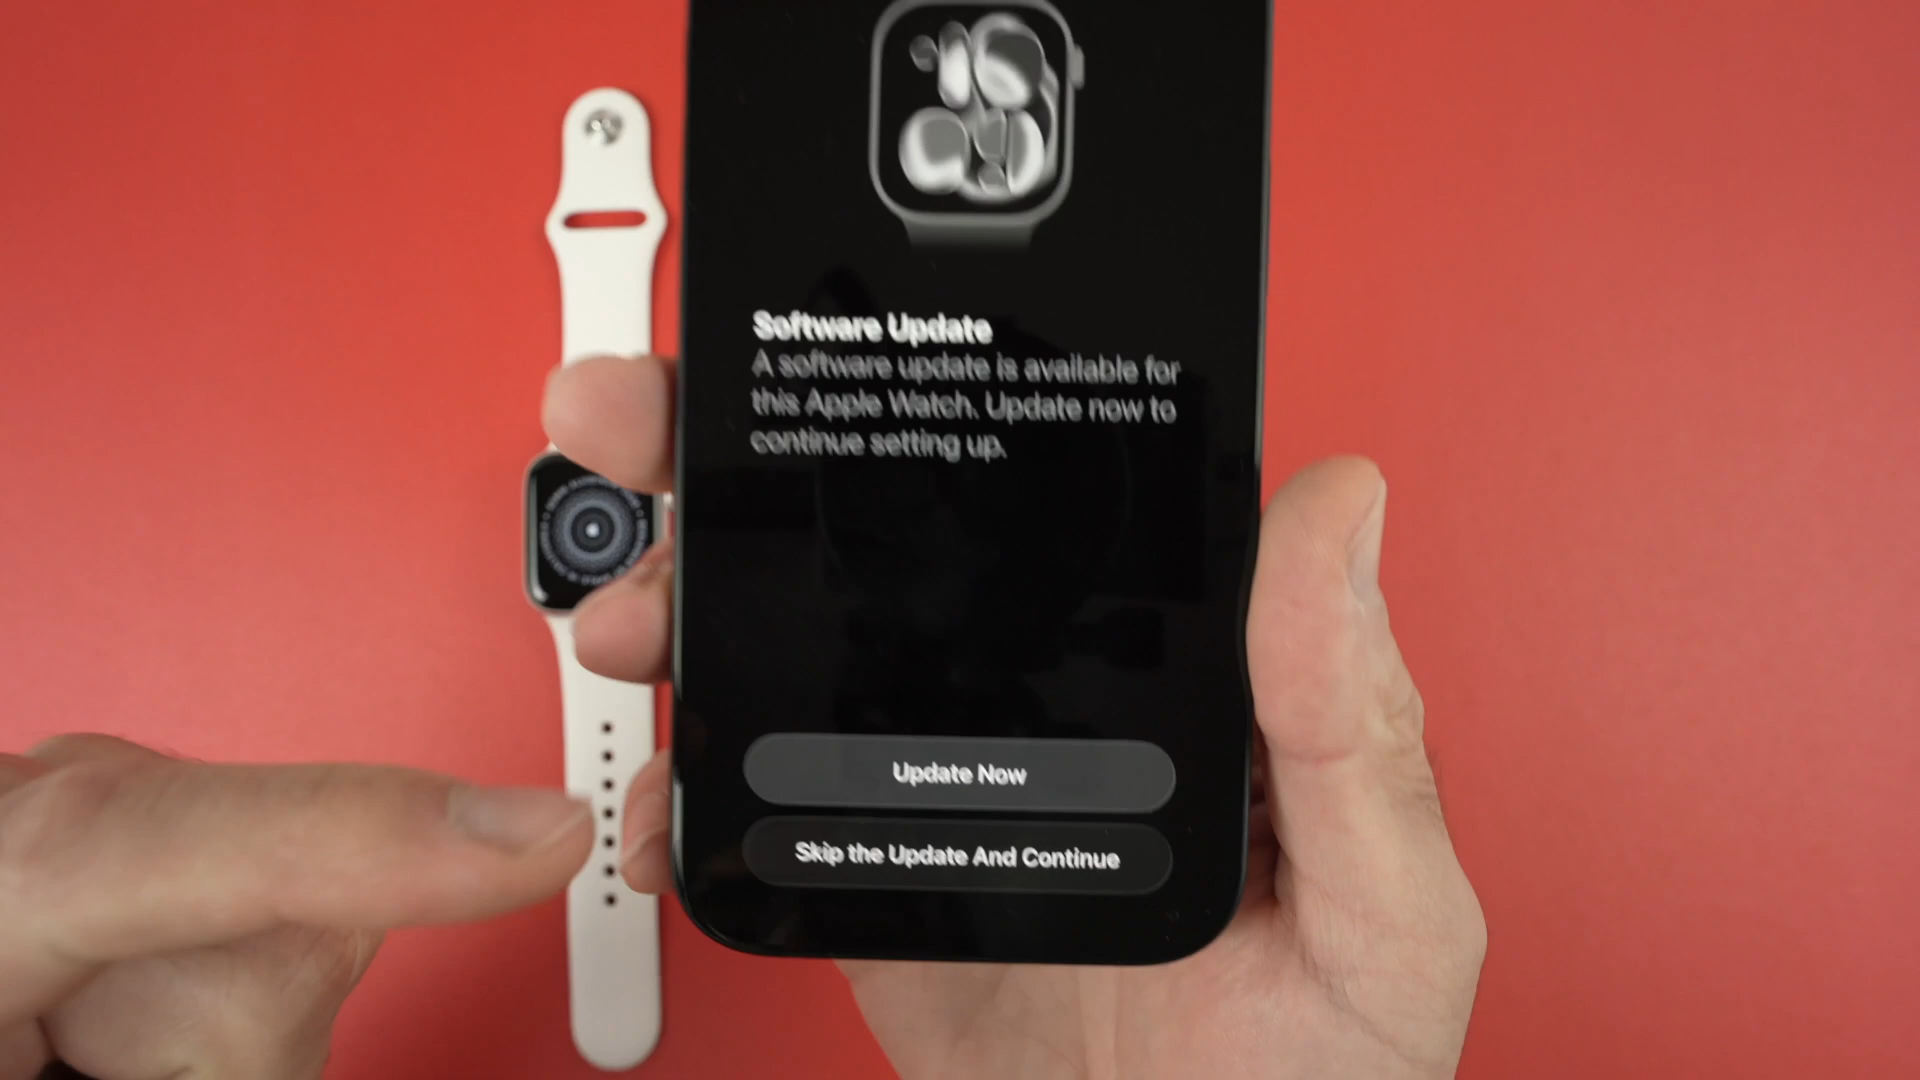 Software Update
A software update is available for
this Apple Watch. Update now to
continue setting up.
Update Now
Skip the Update And Continue